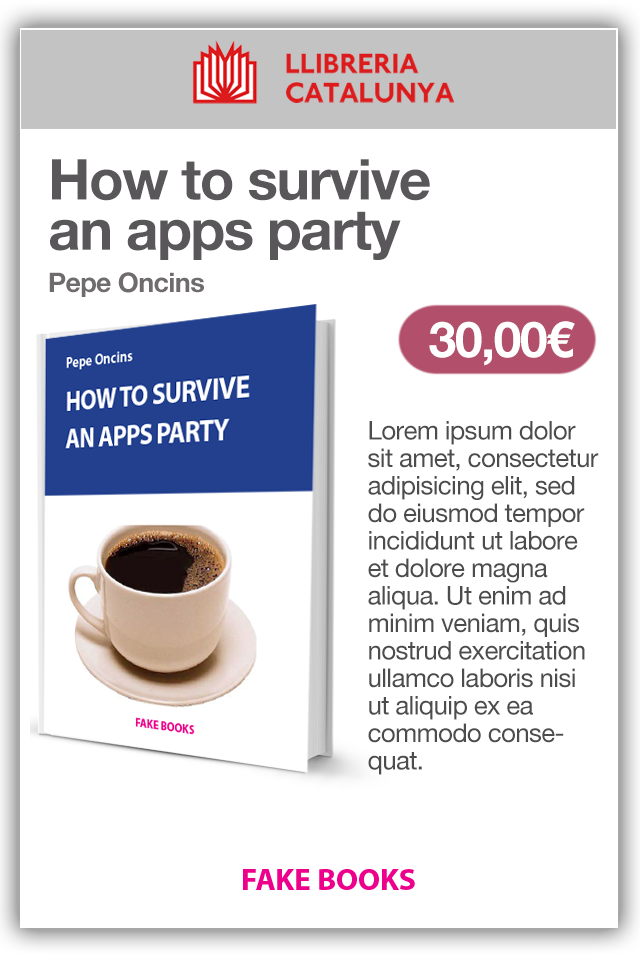 LLIBRERIA
CATALUNYA
How to survive
an apps party
Pepe Oncins
30,00€
Pepe Oncins
HOW TO SURVIVE
AN APPS PARTY
FAKE BOOKS
Lorem ipsum dolor
sit amet, consectetur
adipisicing elit, sed
do eiusmod tempor
incididunt ut labore
et dolore magna
aliqua. Ut enim ad
minim veniam, quis
nostrud exercitation
ullamco laboris nisi
ut aliquip ex ea
commodo conse-
quat.
FAKE BOOKS